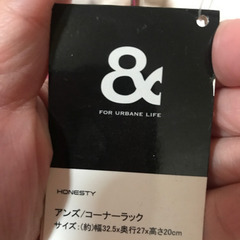 &
FOR URBANE LIFE
HONESTY
アンズ/コーナーラック
サイズ:(約)幅32.5x奥行27x高さ20cm